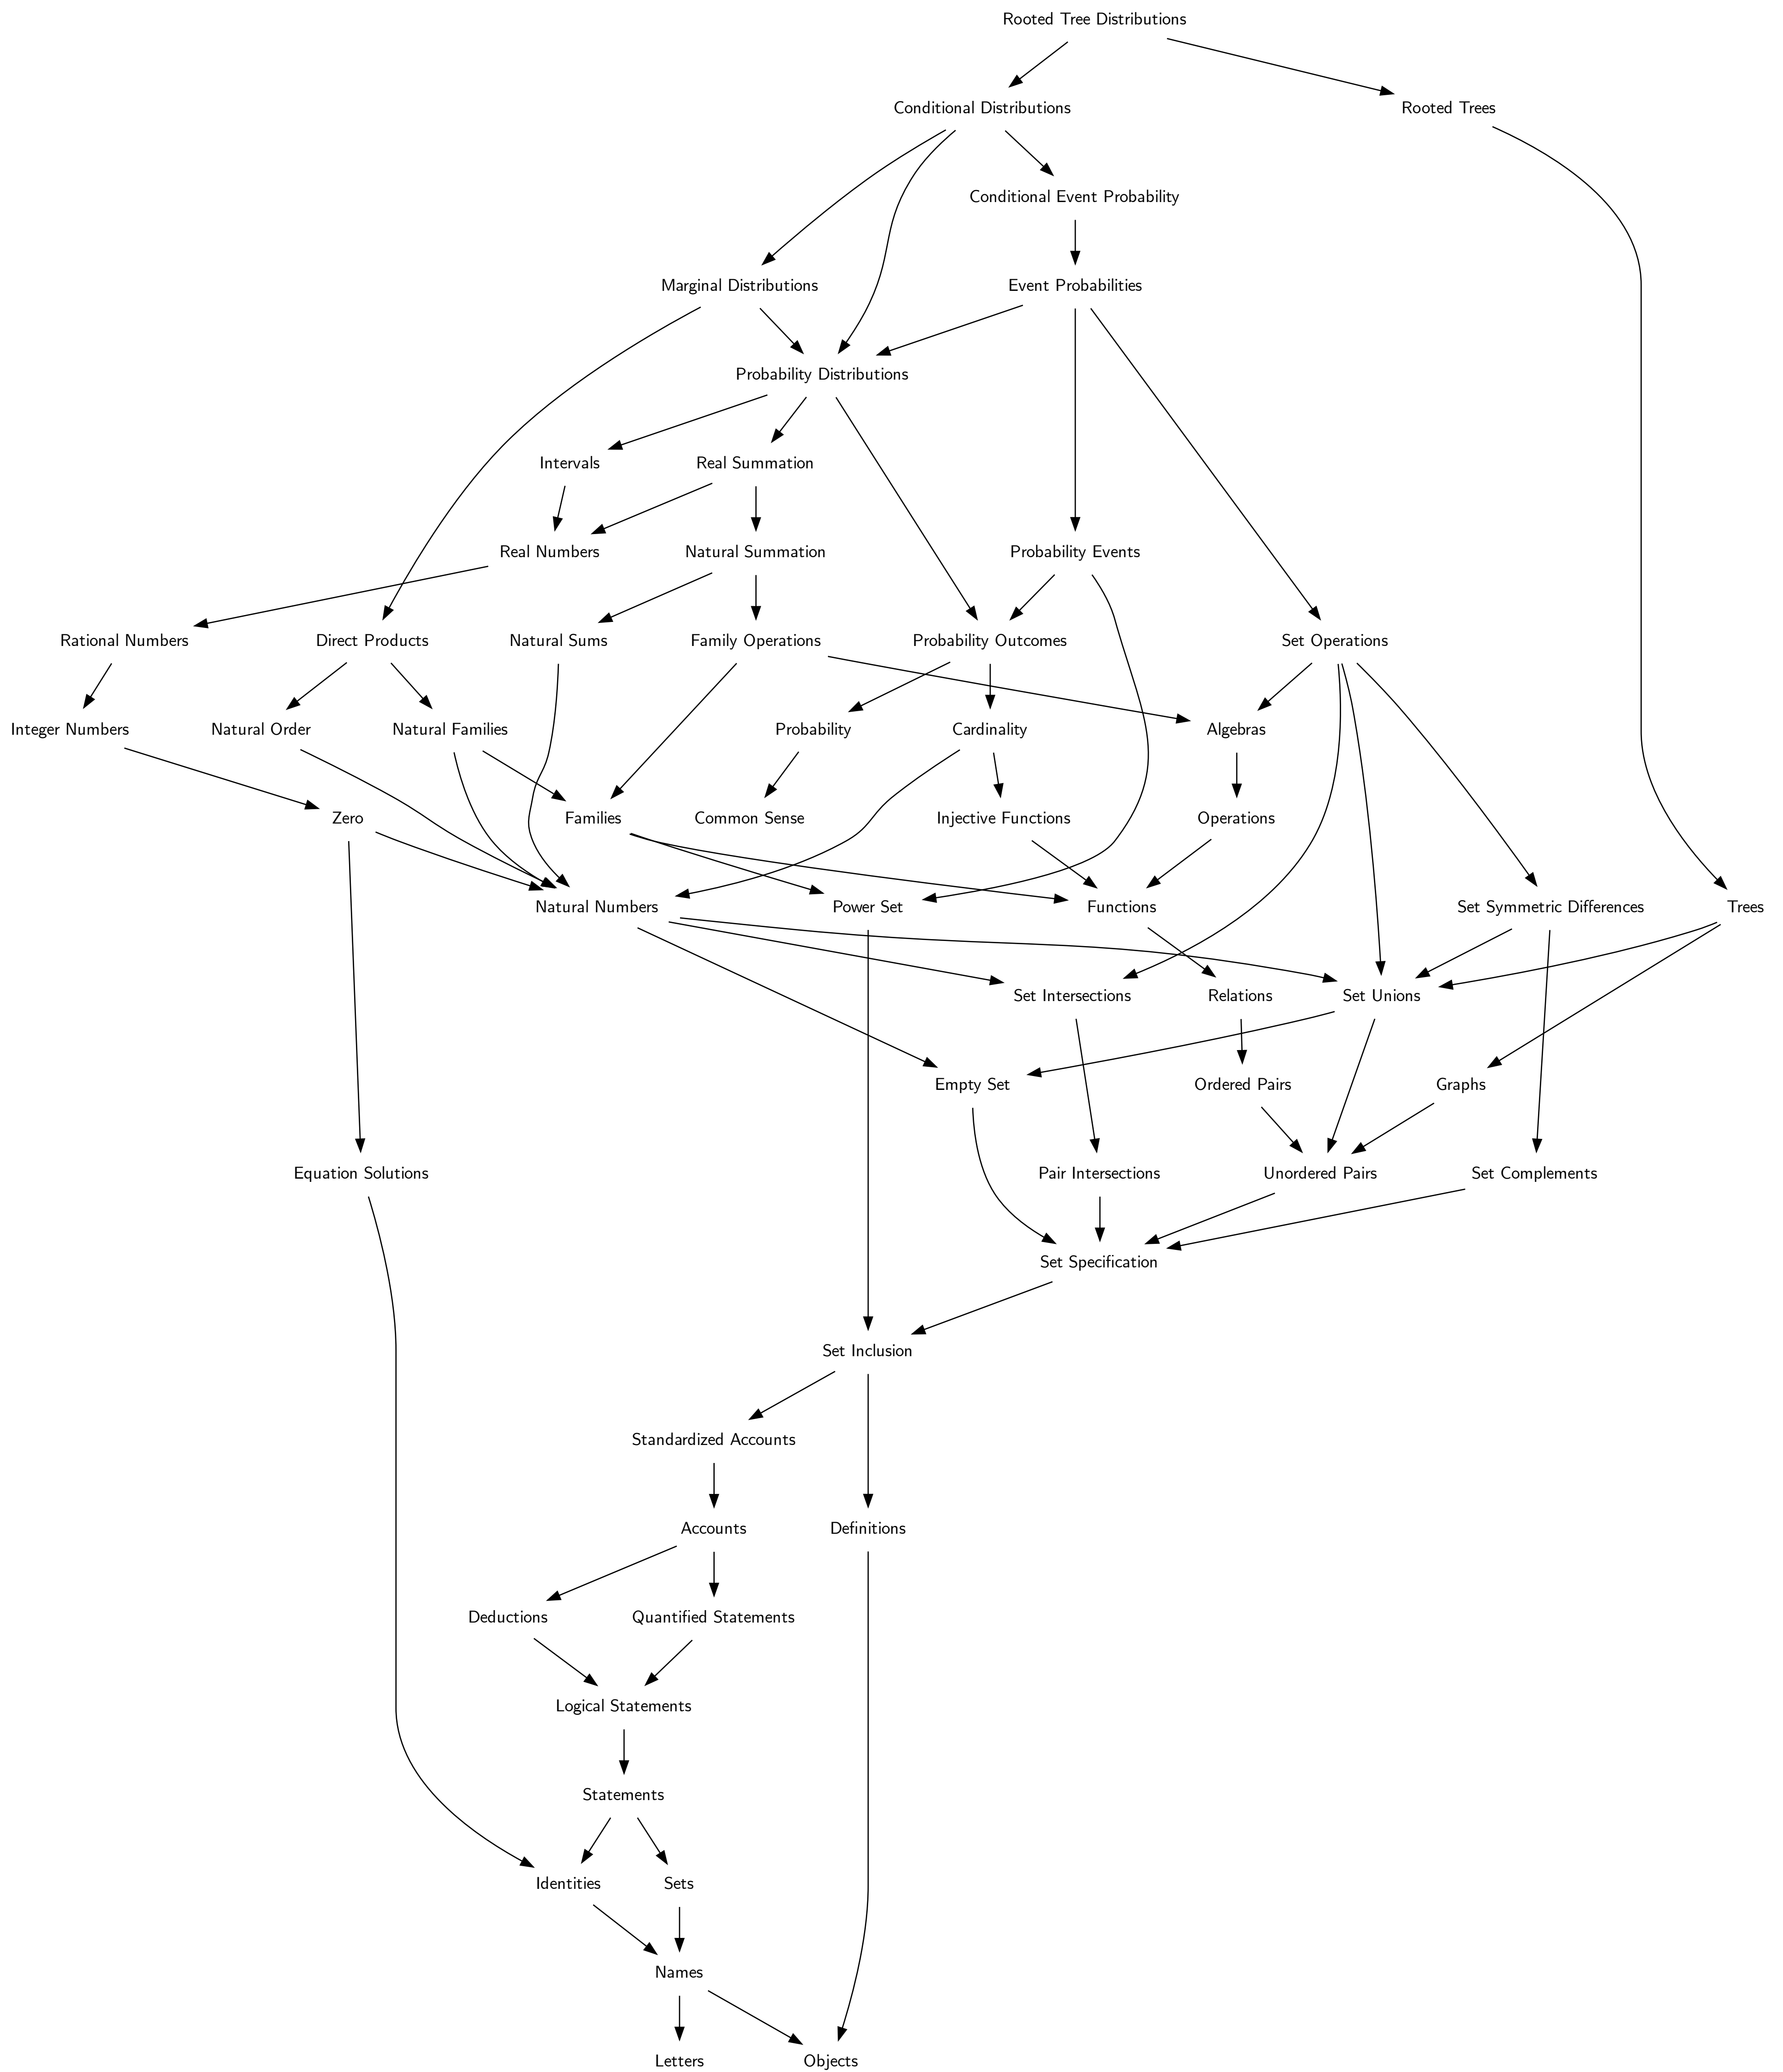 Rooted Tree Distributions
Conditional Distributions
Rooted Trees
Conditional Event Probability
Marginal Distributions
Event Probabilities
Probability Distributions
Intervals
Real Summation
Real Numbers
Natural Summation
Probability Events
Rational Numbers
Direct Products
Natural Sums
Family Operations
Probability Outcomes
Set Operations
Integer Numbers
Natural Order
Natural Families
Probability
Cardinality
Algebras
Zero
Families
Common Sense
Injective Functions
Operations
Natural Numbers
Power Set
Functions
Set Symmetric Differences
Trees
Set Intersections
Relations
Set Unions
Empty Set
Ordered Pairs
Graphs
Equation Solutions
Pair Intersections
Unordered Pairs
Set Complements
Set Specification
Set Inclusion
Standardized Accounts
Accounts
Definitions
Deductions
Quantified Statements
Logical Statements
Statements
Identities
Sets
Names
Letters
Objects